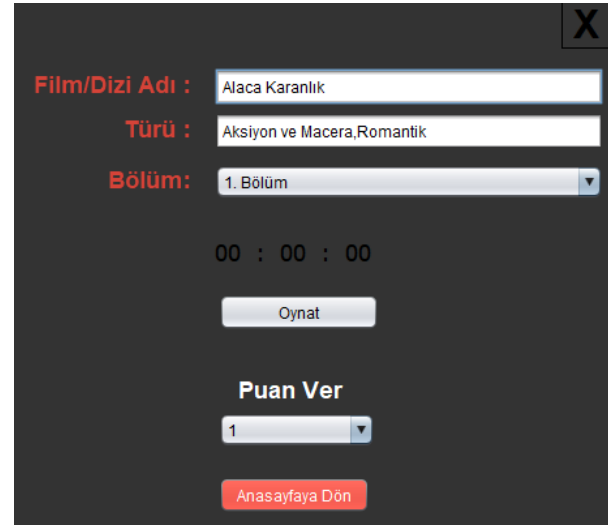 X
Film/Dizi Adı : Alaca Karanlık
Türü : Aksiyon ve Macera,Romantik
Bölüm: 1. Bölüm
00 : 00 : 00
Oynat
Puan Ver
1
Anasayfaya Dön